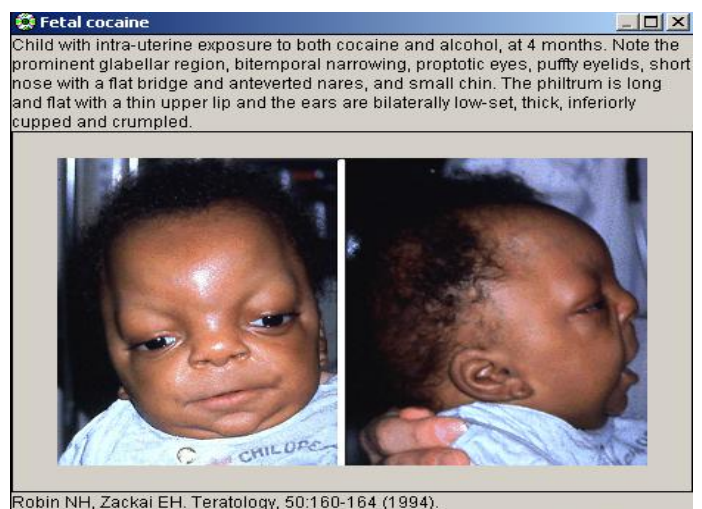 Fetal cocaine
Child with intra-uterine exposure to both cocaine and alcohol, at 4 months. Note the
prominent glabellar region, bitemporal narrowing, proptotic eyes, puffty eyelids, short
nose with a flat bridge and anteverted nares, and small chin. The philtrum is long
and flat with a thin upper lip and the ears are bilaterally low-set, thick, inferiorly
cupped and crumpled.
CHILDRE
Robin NH, Zackai EH. Teratology, 50:160-164 (1994).